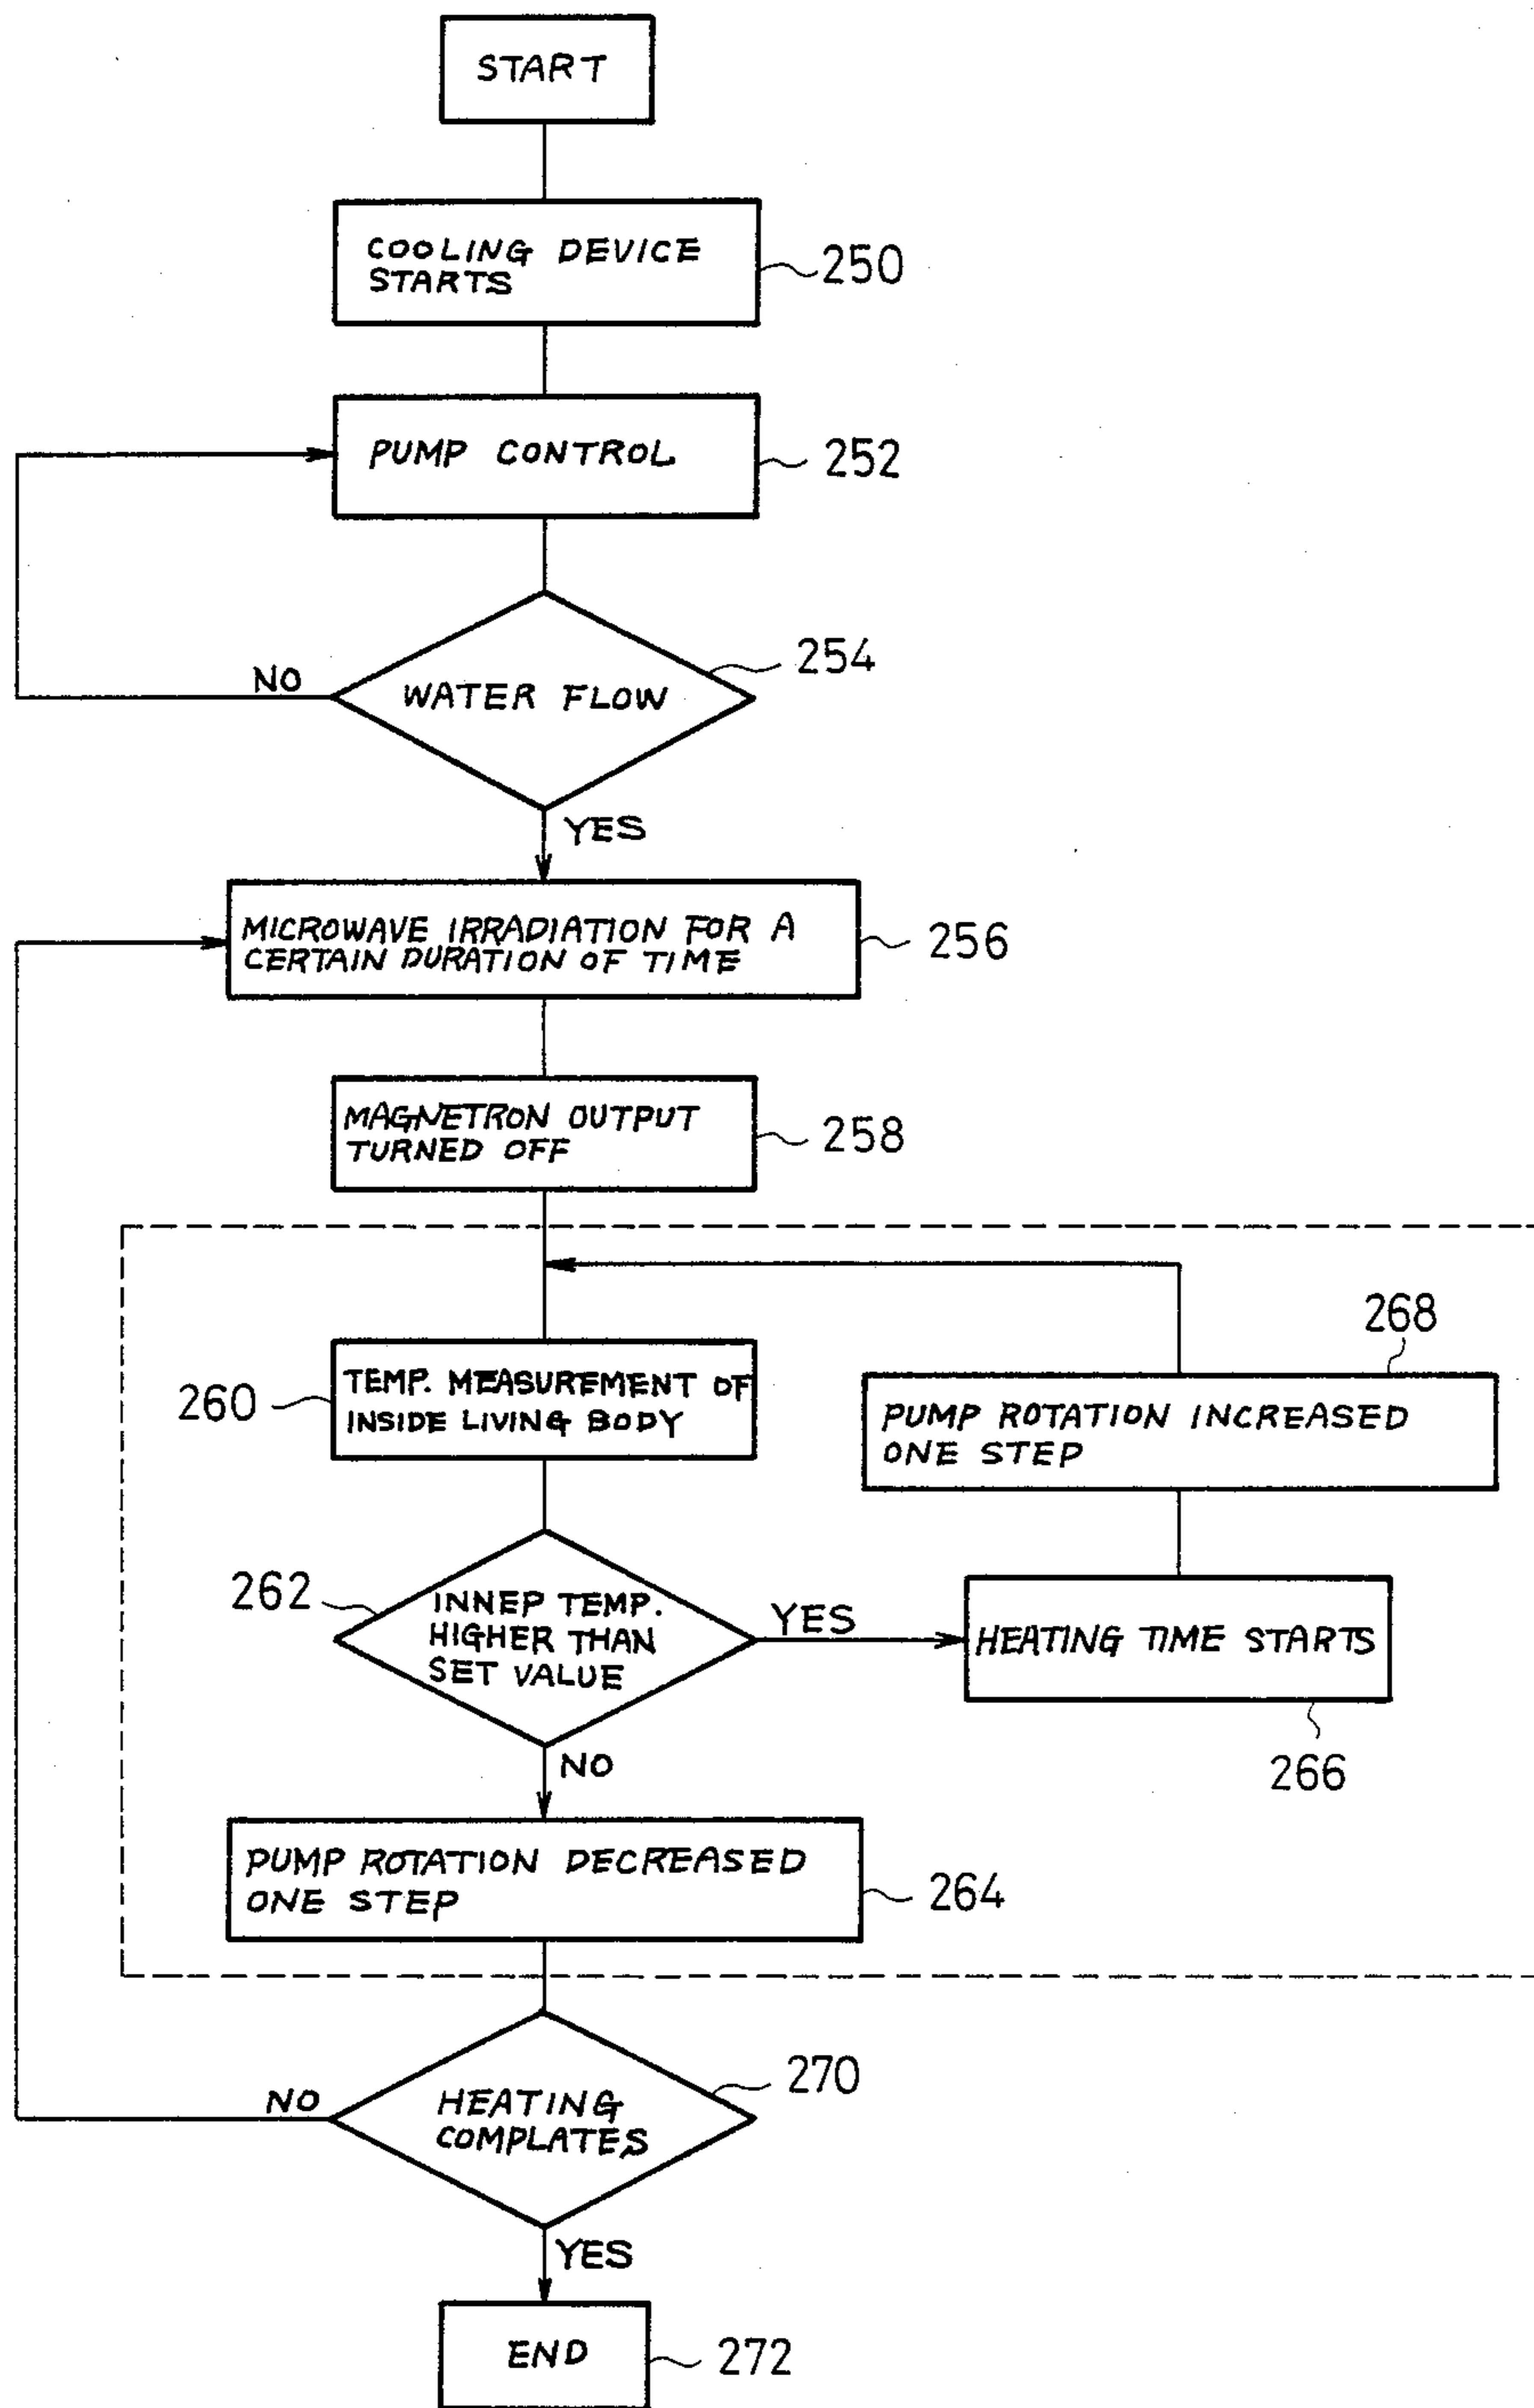 START
COOLING DEVICE
STARTS
250
PUMP CONTROL
252
254
NO
WATER FLOW
YES
MICROWAVE IRRADIATION FOR A
CERTAIN DURATION OF TIME
256
MAGNETRON OUTPUT
TURNED OFF
258
268
260
TEMP. MEASUREMENT OF
INSIDE LIVING BODY
PUMP ROTATION INCREASED
ONE STEP
262
INNEP TEMP.
HIGHER THAN
SET VALUE
YES
HEATING TIME STARTS
266
NO
PUMP ROTATION DECREASED
ONE STEP
264
270
NO
HEATING
COMPLATES
YES
END
272